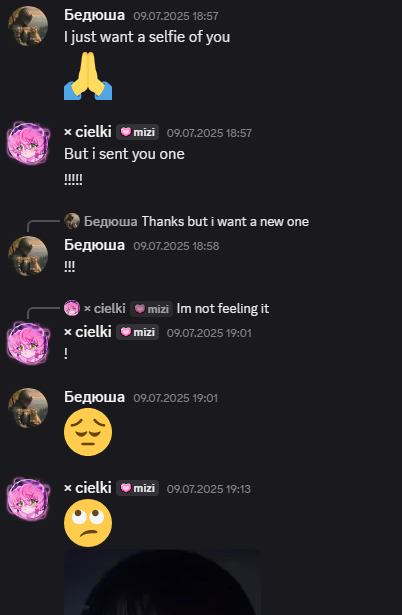 Бедюша 09.07.2025 18:57
I just want a selfie of you
🙏
× cielki mizi 09.07.2025 18:57
But i sent you one
!!!!!
Бедюша Thanks but i want a new one
Бедюша 09.07.2025 18:58
!!!
× cielki mizi Im not feeling it
× cielki mizi 09.07.2025 19:01
!
Бедюша 09.07.2025 19:01
😔
× cielki mizi 09.07.2025 19:13
🙄